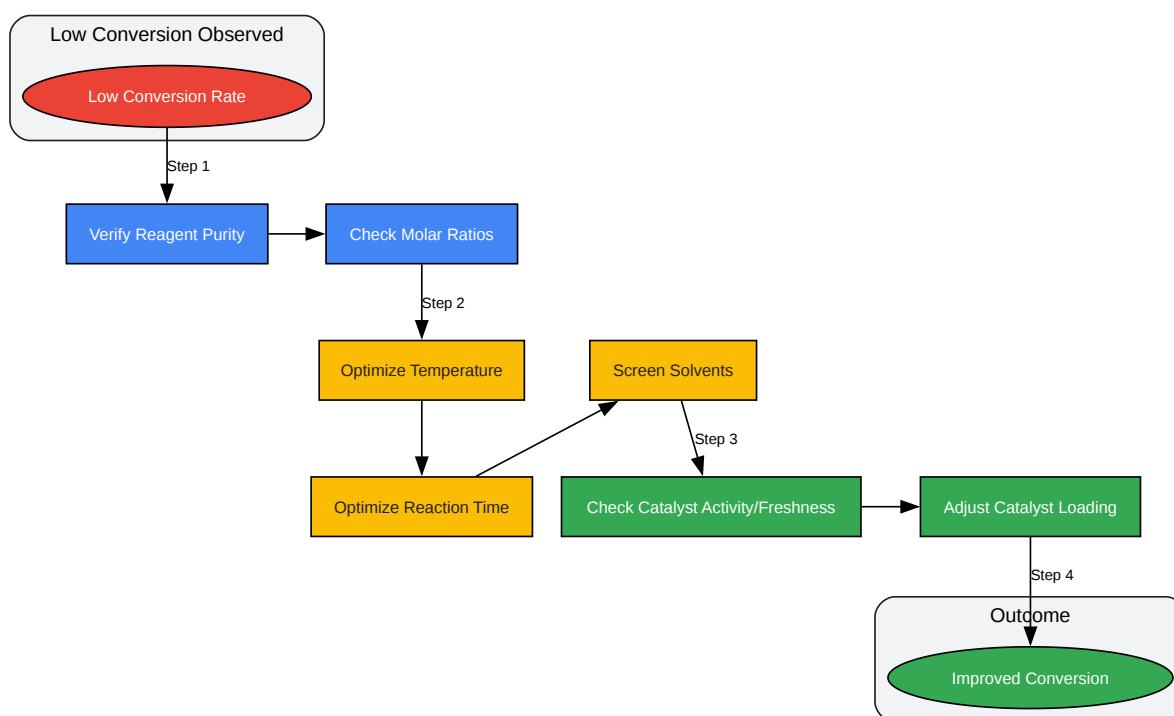 Low Conversion Observed
Low Conversion Rate
Step 1
Verify Reagent Purity
Check Molar Ratios
Step 2
Optimize Temperature
Screen Solvents
Step 3
Optimize Reaction Time
Check Catalyst Activity/Freshness
Adjust Catalyst Loading
Step 4
Outcome
Improved Conversion